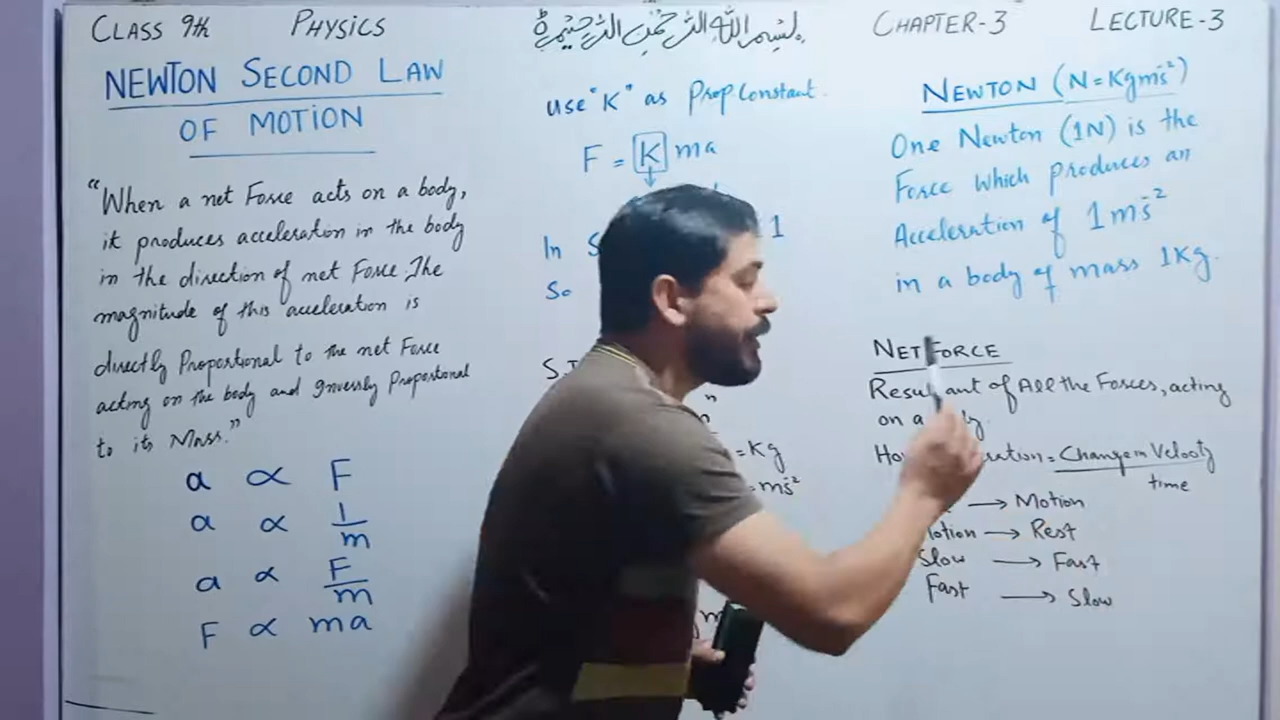 CLASS 9th PHYSICS
بِسْمِ اللهِ الرَّحْمٰنِ الرَّحِيْمِ
CHAPTER-3 LECTURE-3
NEWTON SECOND LAW
OF MOTION
"When a net Force acts on a body,
it produces acceleration in the body
in the direction of net Force. The
magnitude of this acceleration is
directly Proportional to the net Force
acting on the body and Inversly Proportional
to its Mass."
a ∝ F
a ∝ 1/m
a ∝ F/m
F ∝ ma
use "K" as Prop Constant.
F = K ma
In S 1
So
S.I
"
= Kg
= ms⁻²
m
NEWTON (N=Kgms⁻²)
One Newton (1N) is the
Force which produces an
Acceleration of 1ms⁻²
in a body of mass 1Kg.
NET FORCE
Resultant of All the Forces, acting
on a
= Change in Velocity
time
→ Motion
Motion → Rest
Slow → Fast
Fast → Slow